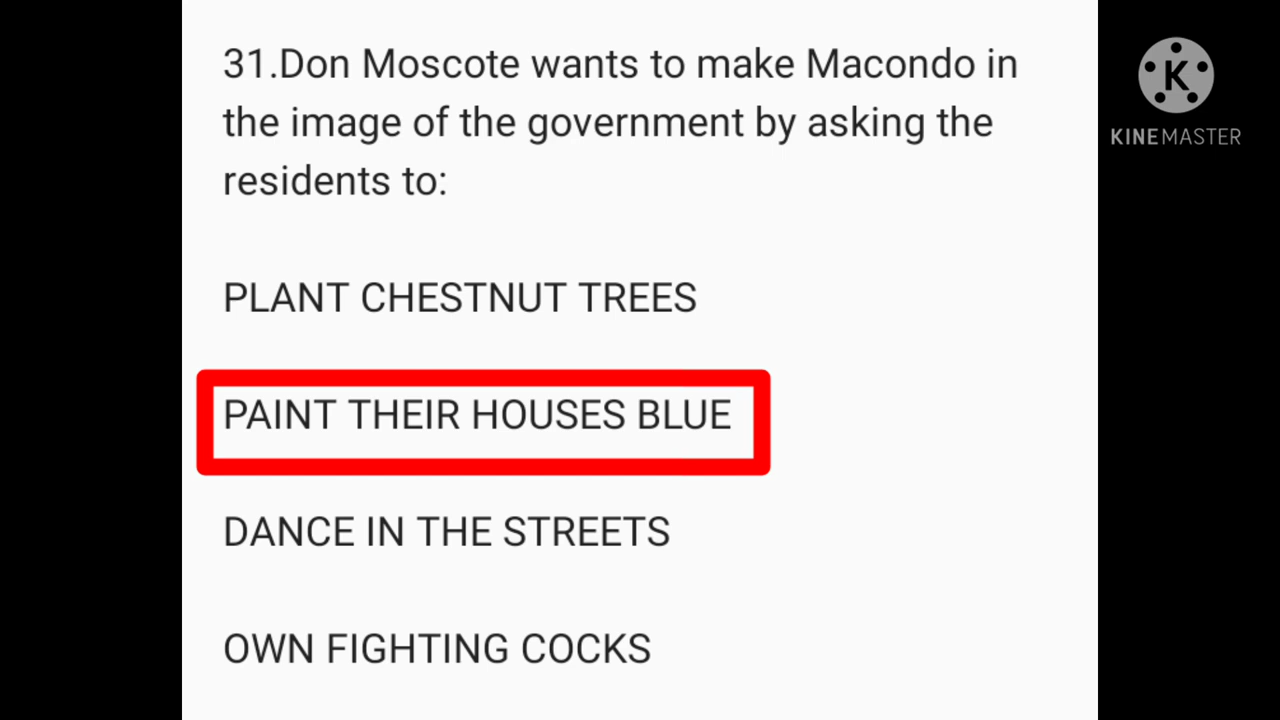 31.Don Moscote wants to make Macondo in
the image of the government by asking the
residents to:
PLANT CHESTNUT TREES
PAINT THEIR HOUSES BLUE
DANCE IN THE STREETS
OWN FIGHTING COCKS
K
KINEMASTER